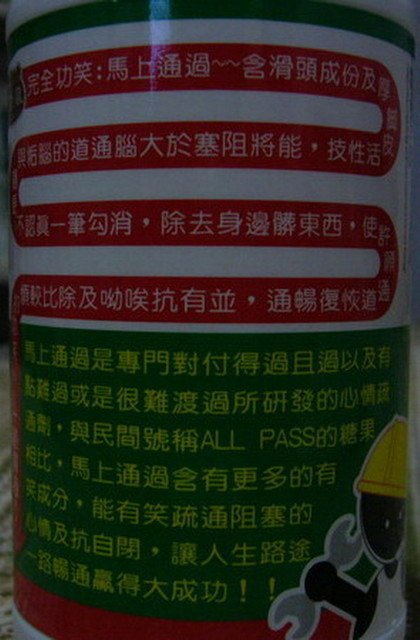 完全功笑:馬上通過~~含滑頭成份及厚臉皮
活性技,能將阻塞於大腦通道的腦垢與
不認真一筆勾消,除去身邊髒東西,使許
通道恢復暢通,並有抗唉呦及除比較煩
馬上通過是專門對付得過且過以及有
點難過或是很難渡過所研發的心情疏
通劑,與民間號稱ALL PASS的糖果
相比,馬上通過含有更多的有
笑成分,能有笑疏通阻塞的
心情及抗自閉,讓人生路途
一路暢通贏得大成功!!